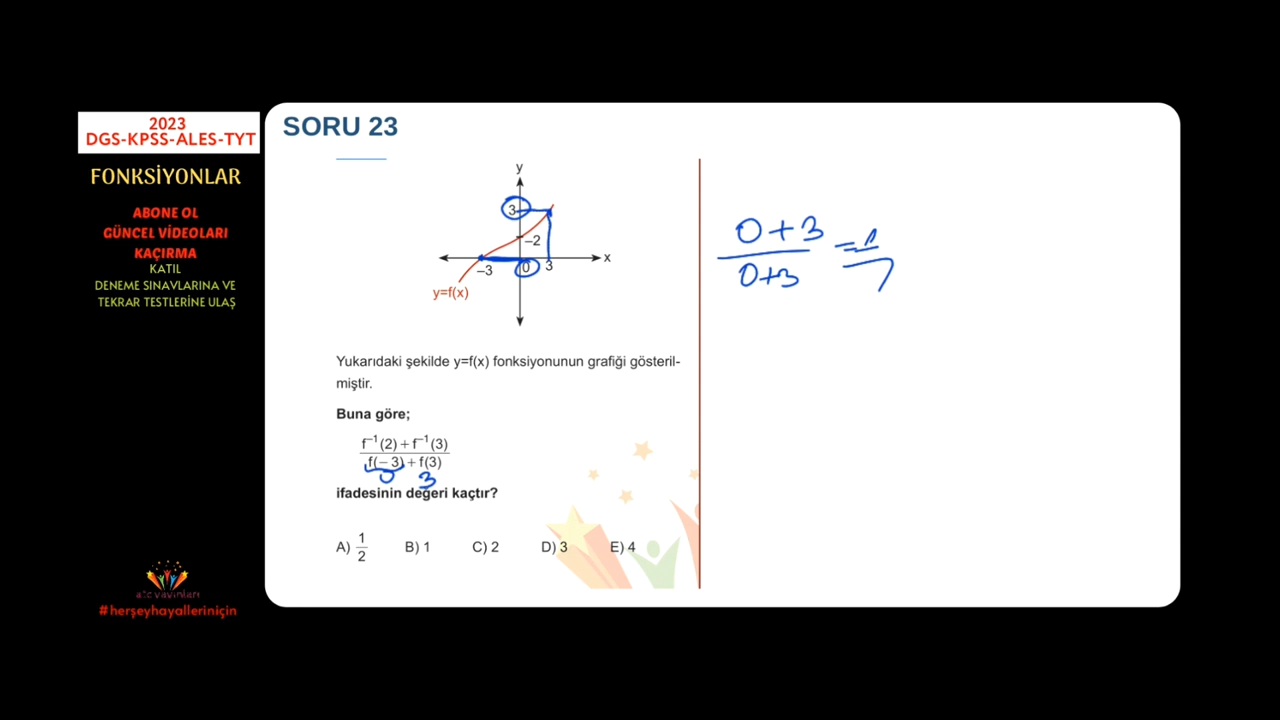 2023
DGS-KPSS-ALES-TYT
FONKSİYONLAR
ABONE OL
GÜNCEL VİDEOLARI
KAÇIRMA
KATIL
DENEME SINAVLARINA VE
TEKRAR TESTLERİNE ULAŞ
#herşeyhayalleriniçin
SORU 23
y
3
2
-3
0
3
x
y=f(x)
Yukarıdaki şekilde y=f(x) fonksiyonunun grafiği gösteril-
miştir.
Buna göre;
f⁻¹(2)+f⁻¹(3)
f(-3)+f(3)
0 3
ifadesinin değeri kaçtır?
A) 1/2 B) 1 C) 2 D) 3 E) 4
0+3
0+3
=1